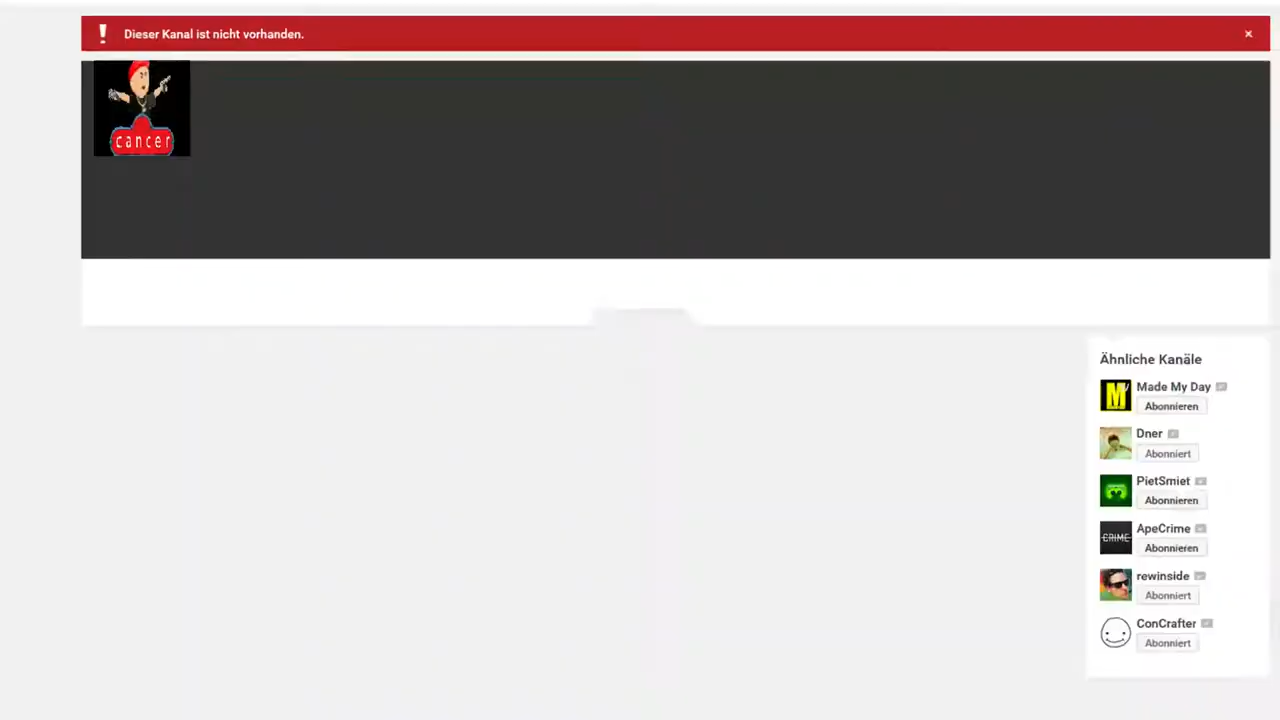 Dieser Kanal ist nicht vorhanden.
cancer
Ähnliche Kanäle
Made My Day
Abonnieren
Dner
Abonniert
PietSmiet
Abonnieren
ApeCrime
CRIME
Abonnieren
rewinside
Abonniert
ConCrafter
Abonniert